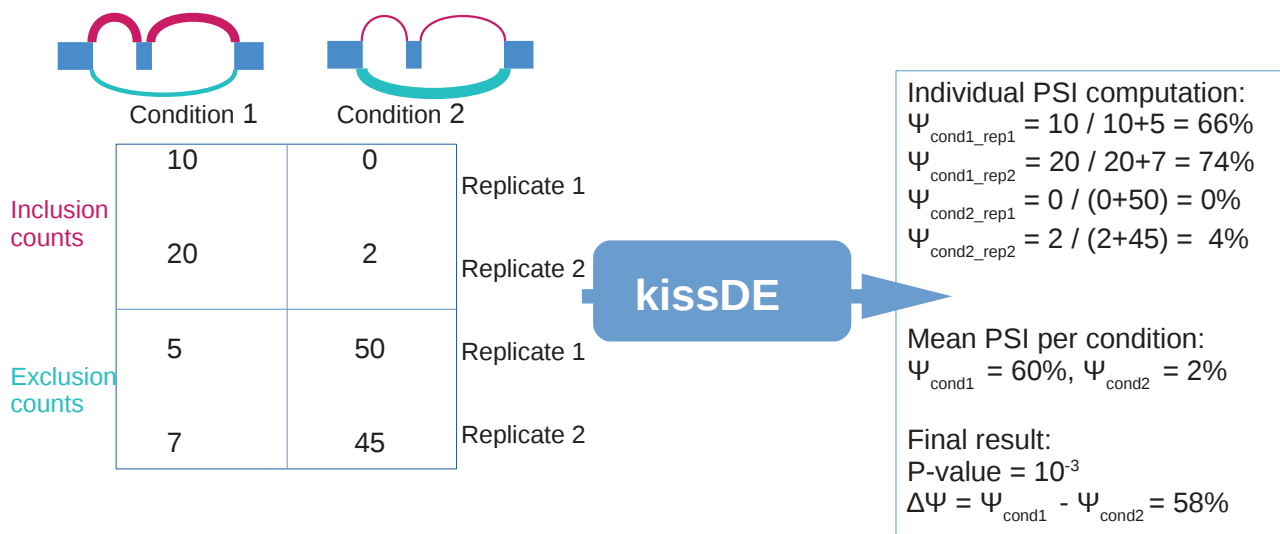 Condition 1
Condition 2
10
0
Replicate 1
Inclusion
counts
20
2
Replicate 2
5
50
Replicate 1
Exclusion
counts
7
45
Replicate 2
kissDE
Individual PSI computation:
Ψcond1_rep1 = 10 / 10+5 = 66%
Ψcond1_rep2 = 20 / 20+7 = 74%
Ψcond2_rep1 = 0 / (0+50) = 0%
Ψcond2_rep2 = 2 / (2+45) = 4%
Mean PSI per condition:
Ψcond1 = 60%, Ψcond2 = 2%
Final result:
P-value = 10-3
ΔΨ = Ψcond1 - Ψcond2 = 58%